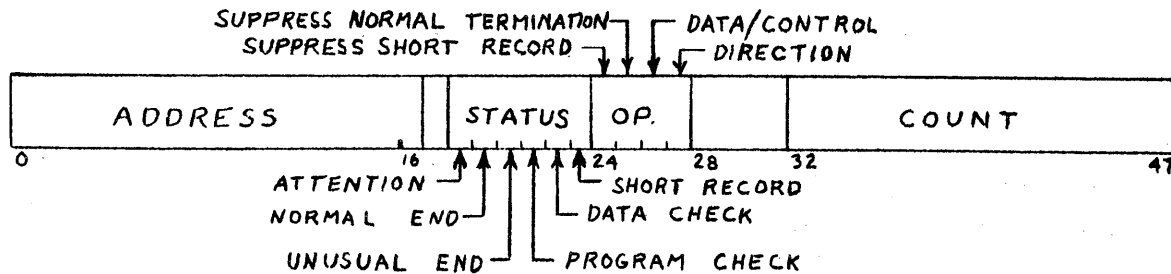 SUPPRESS NORMAL TERMINATION DATA/CONTROL
SUPPRESS SHORT RECORD DIRECTION
ADDRESS STATUS OP. COUNT
0 16 24 28 32 47
ATTENTION SHORT RECORD
NORMAL END DATA CHECK
UNUSUAL END PROGRAM CHECK